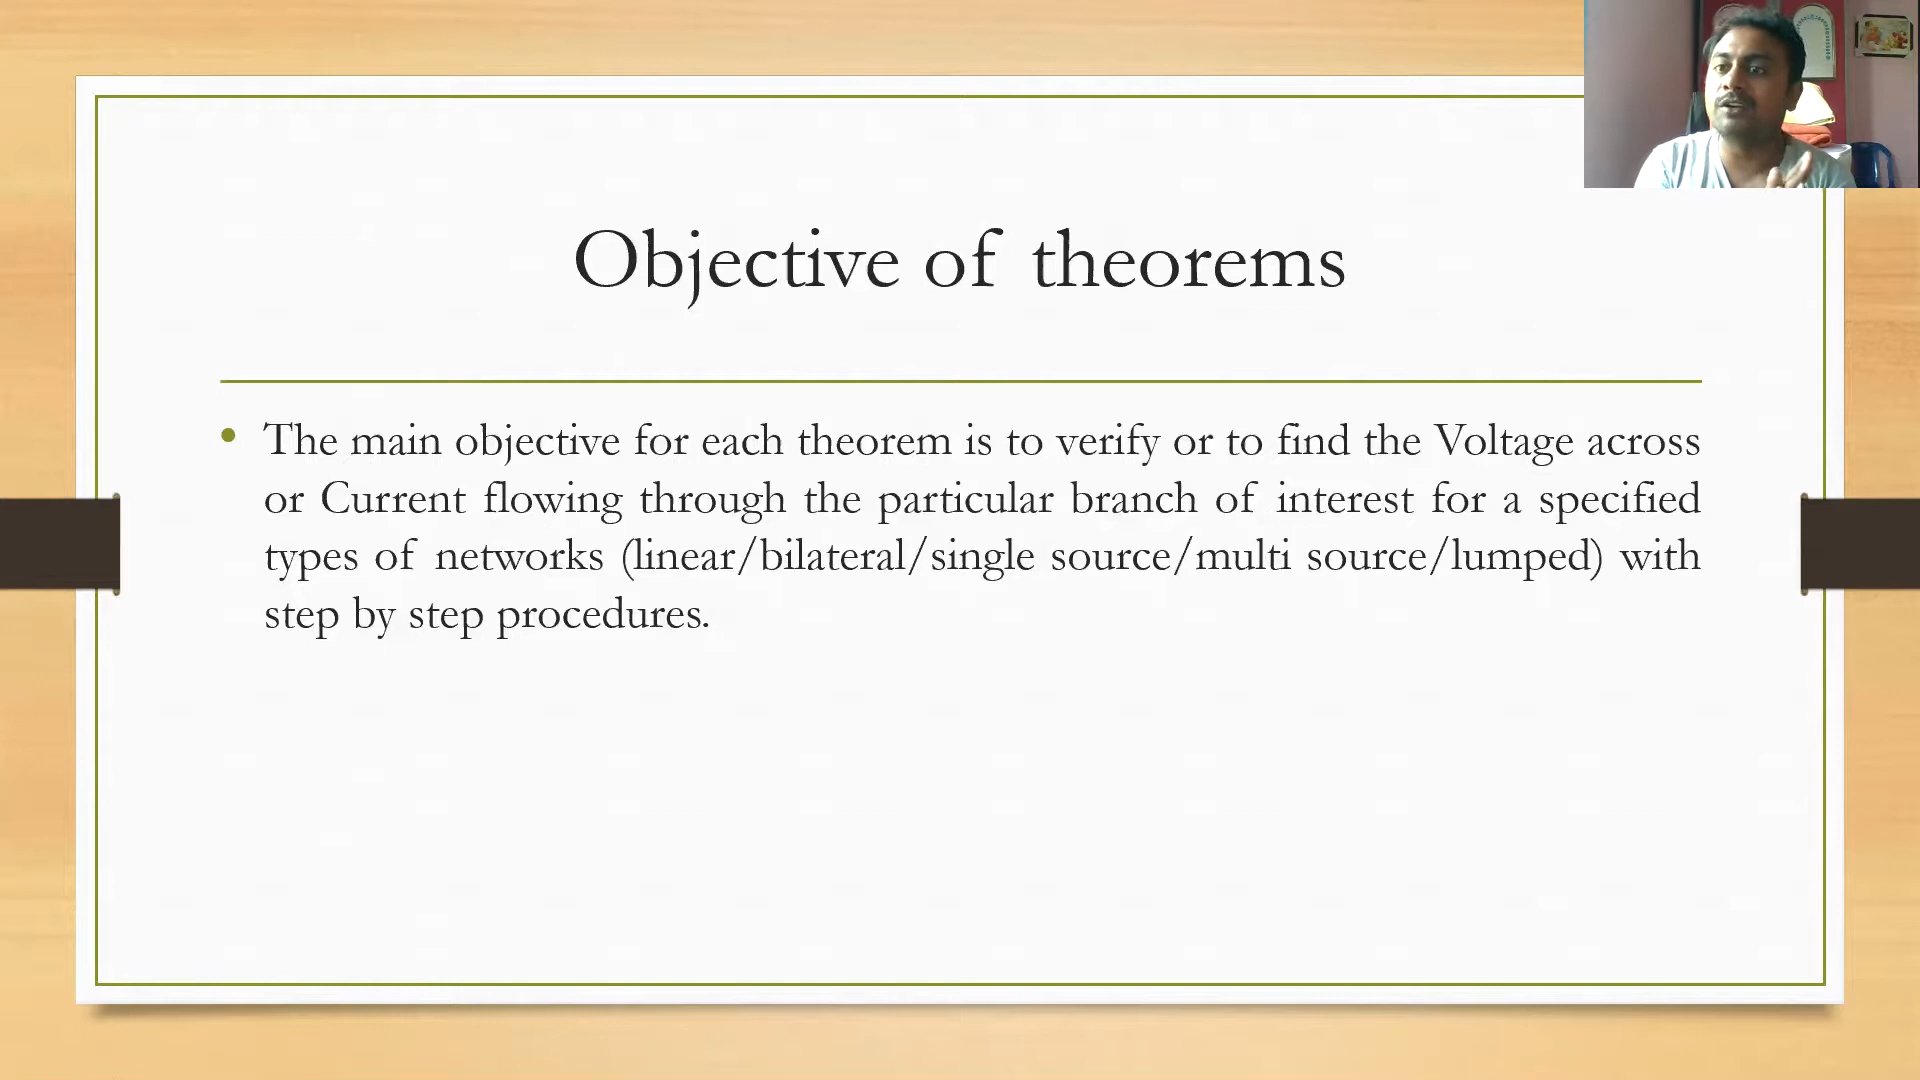 Objective of theorems
• The main objective for each theorem is to verify or to find the Voltage across
or Current flowing through the particular branch of interest for a specified
types of networks (linear/bilateral/single source/multi source/lumped) with
step by step procedures.